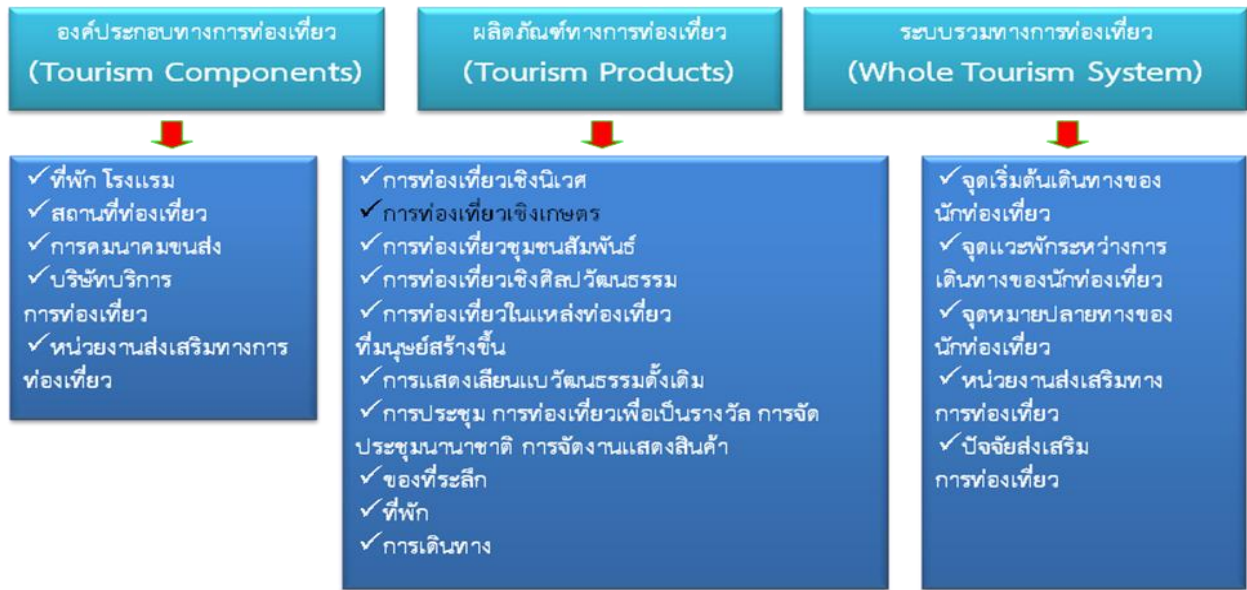 องค์ประกอบทางการท่องเที่ยว
(Tourism Components)
✓ที่พัก โรงแรม
✓สถานที่ท่องเที่ยว
✓การคมนาคมขนส่ง
✓บริษัทบริการ
การท่องเที่ยว
✓หน่วยงานส่งเสริมทางการ
ท่องเที่ยว
ผลิตภัณฑ์ทางการท่องเที่ยว
(Tourism Products)
✓การท่องเที่ยวเชิงนิเวศ
✓การท่องเที่ยวเชิงเกษตร
✓การท่องเที่ยวชุมชนสัมพันธ์
✓การท่องเที่ยวเชิงศิลปวัฒนธรรม
✓การท่องเที่ยวในแหล่งท่องเที่ยว
ที่มนุษย์สร้างขึ้น
✓การแสดงเลียนแบวัฒนธรรมดั้งเดิม
✓การประชุม การท่องเที่ยวเพื่อเป็นรางวัล การจัด
ประชุมนานาชาติ การจัดงานแสดงสินค้า
✓ของที่ระลึก
✓ที่พัก
✓การเดินทาง
ระบบรวมทางการท่องเที่ยว
(Whole Tourism System)
✓จุดเริ่มต้นเดินทางของ
นักท่องเที่ยว
✓จุดแวะพักระหว่างการ
เดินทางของนักท่องเที่ยว
✓จุดหมายปลายทางของ
นักท่องเที่ยว
✓หน่วยงานส่งเสริมทาง
การท่องเที่ยว
✓ปัจจัยส่งเสริม
การท่องเที่ยว